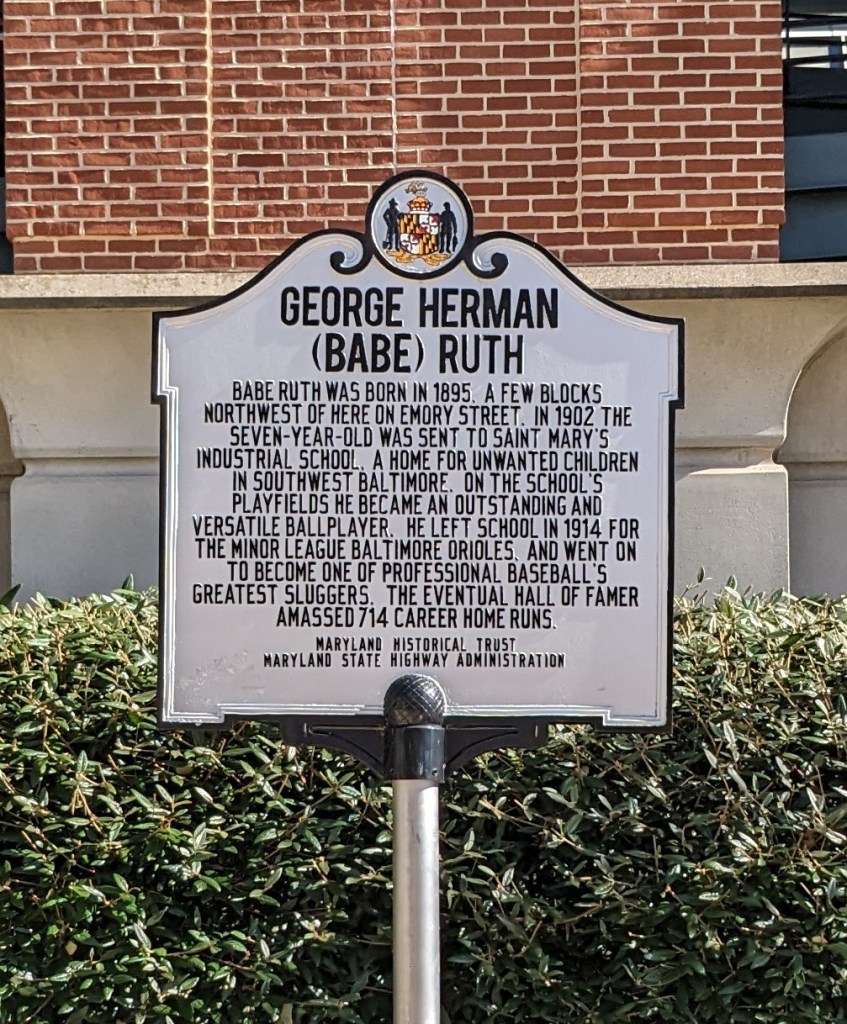 GEORGE HERMAN
(BABE) RUTH
BABE RUTH WAS BORN IN 1895, A FEW BLOCKS
NORTHWEST OF HERE ON EMORY STREET. IN 1902 THE
SEVEN-YEAR-OLD WAS SENT TO SAINT MARY'S
INDUSTRIAL SCHOOL, A HOME FOR UNWANTED CHILDREN
IN SOUTHWEST BALTIMORE. ON THE SCHOOL'S
PLAYFIELDS HE BECAME AN OUTSTANDING AND
VERSATILE BALLPLAYER. HE LEFT SCHOOL IN 1914 FOR
THE MINOR LEAGUE BALTIMORE ORIOLES, AND WENT ON
TO BECOME ONE OF PROFESSIONAL BASEBALL'S
GREATEST SLUGGERS. THE EVENTUAL HALL OF FAMER
AMASSED 714 CAREER HOME RUNS.
MARYLAND HISTORICAL TRUST
MARYLAND STATE HIGHWAY ADMINISTRATION